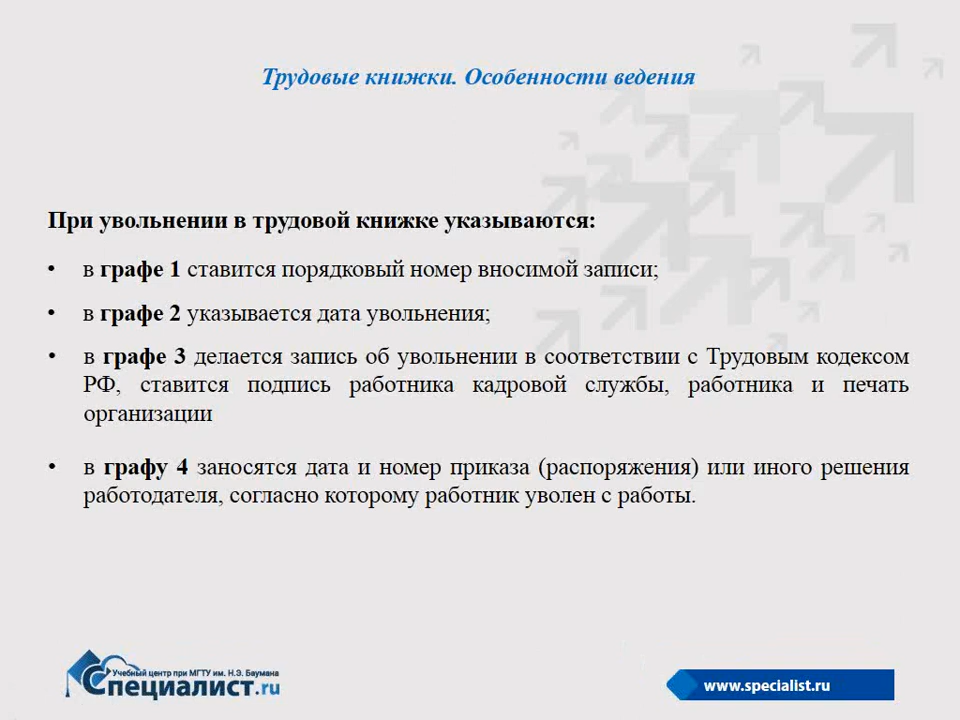 Трудовые книжки. Особенности ведения
При увольнении в трудовой книжке указываются:
• в графе 1 ставится порядковый номер вносимой записи;
• в графе 2 указывается дата увольнения;
• в графе 3 делается запись об увольнении в соответствии с Трудовым кодексом
РФ, ставится подпись работника кадровой службы, работника и печать
организации
• в графу 4 заносятся дата и номер приказа (распоряжения) или иного решения
работодателя, согласно которому работник уволен с работы.
Учебный центр при МГТУ им. Н.Э. Баумана
Специалист.ru
www.specialist.ru